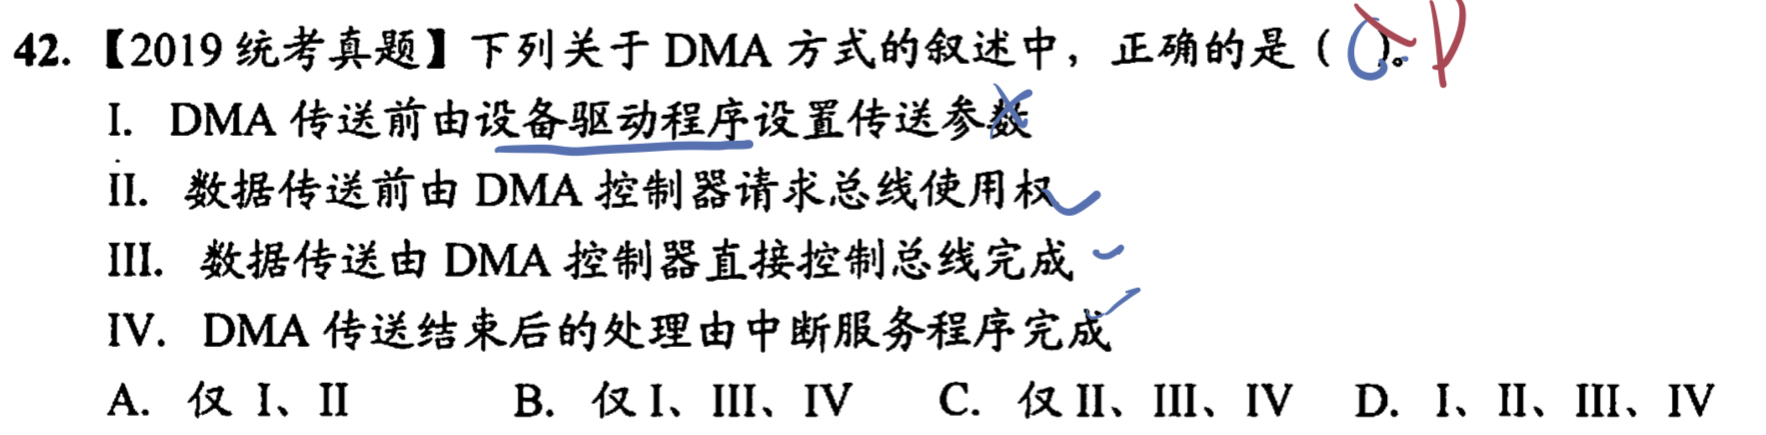 42. 【2019 统考真题】下列关于 DMA 方式的叙述中，正确的是（C）。D
I. DMA 传送前由设备驱动程序设置传送参数
II. 数据传送前由 DMA 控制器请求总线使用权
III. 数据传送由 DMA 控制器直接控制总线完成
IV. DMA 传送结束后的处理由中断服务程序完成
A. 仅 I、II B. 仅 I、III、IV C. 仅 II、III、IV D. I、II、III、IV